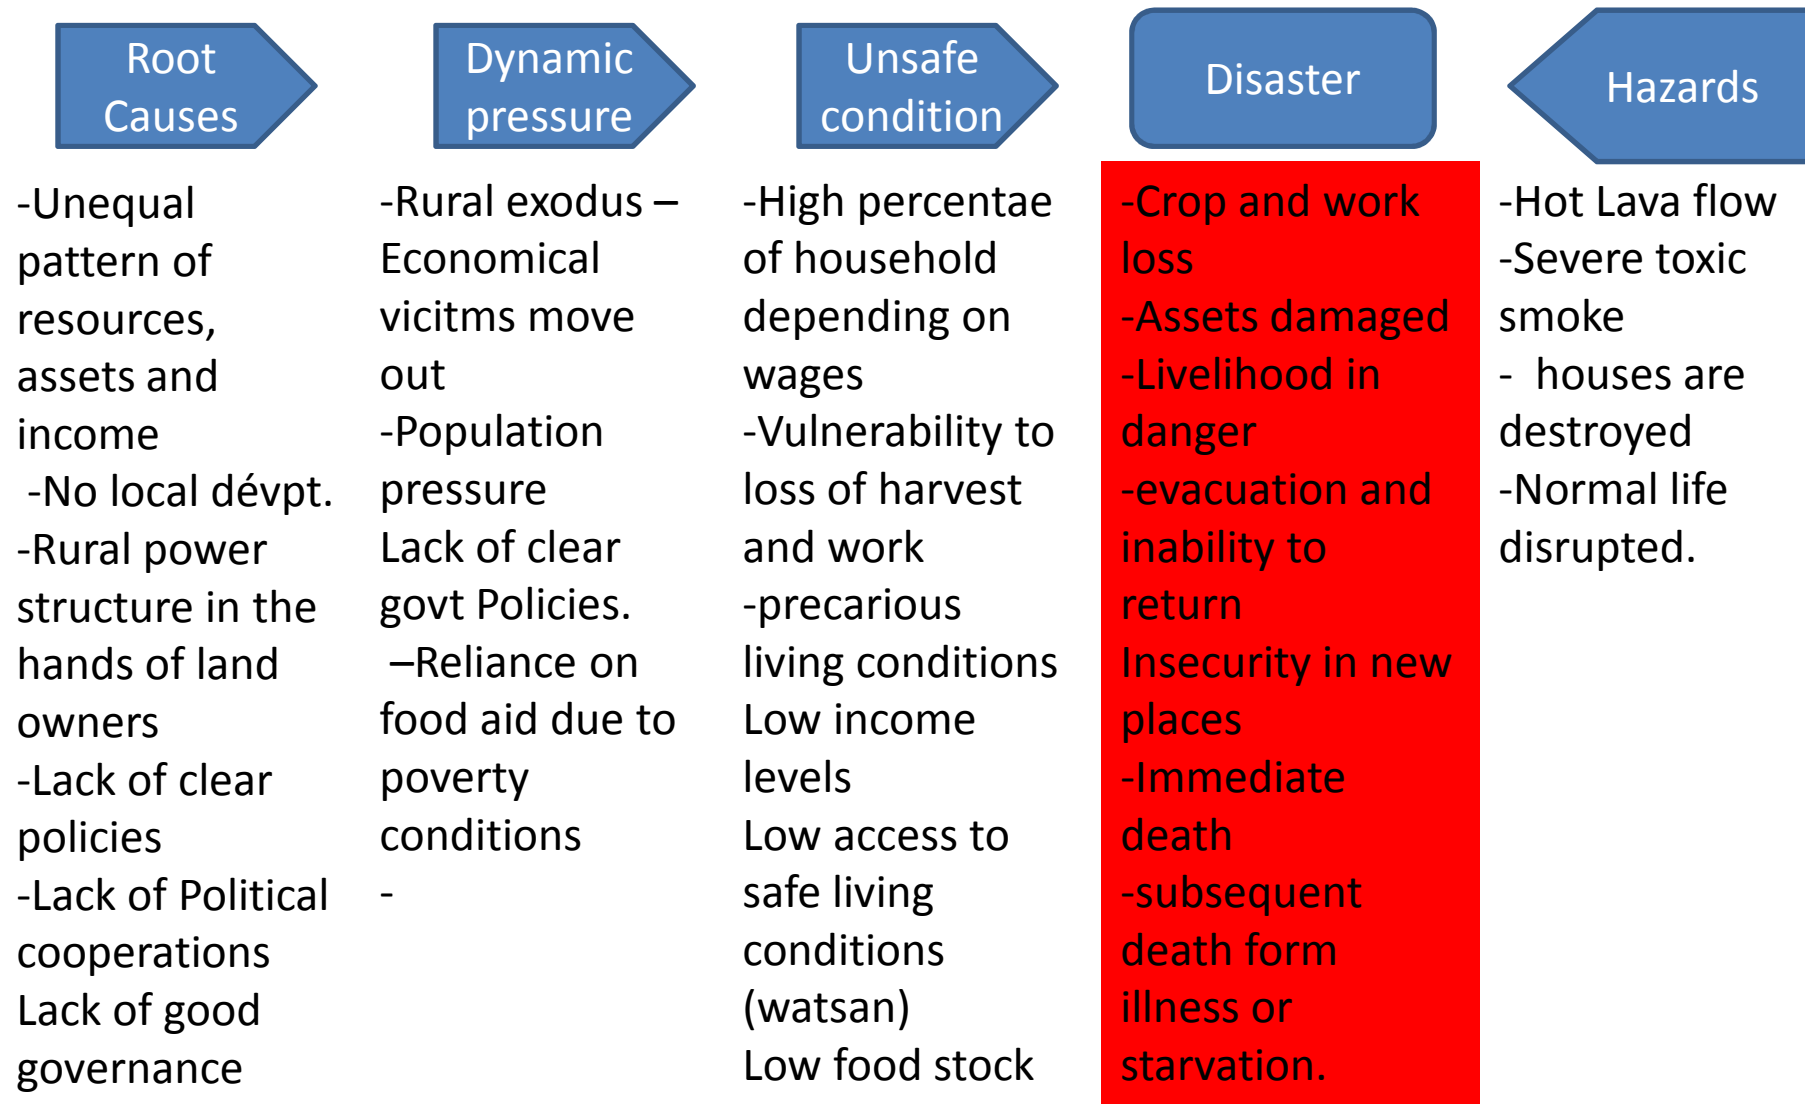 Root
Causes
-Unequal
pattern of
resources,
assets and
income
-No local dévpt.
-Rural power
structure in the
hands of land
owners
-Lack of clear
policies
-Lack of Political
cooperations
Lack of good
governance
Dynamic
pressure
-Rural exodus –
Economical
vicitms move
out
-Population
pressure
Lack of clear
govt Policies.
–Reliance on
food aid due to
poverty
conditions
-
Unsafe
condition
-High percentae
of household
depending on
wages
-Vulnerability to
loss of harvest
and work
-precarious
living conditions
Low income
levels
Low access to
safe living
conditions
(watsan)
Low food stock
Disaster
-Crop and work
loss
-Assets damaged
-Livelihood in
danger
-evacuation and
inability to
return
Insecurity in new
places
-Immediate
death
-subsequent
death form
illness or
starvation.
Hazards
-Hot Lava flow
-Severe toxic
smoke
- houses are
destroyed
-Normal life
disrupted.